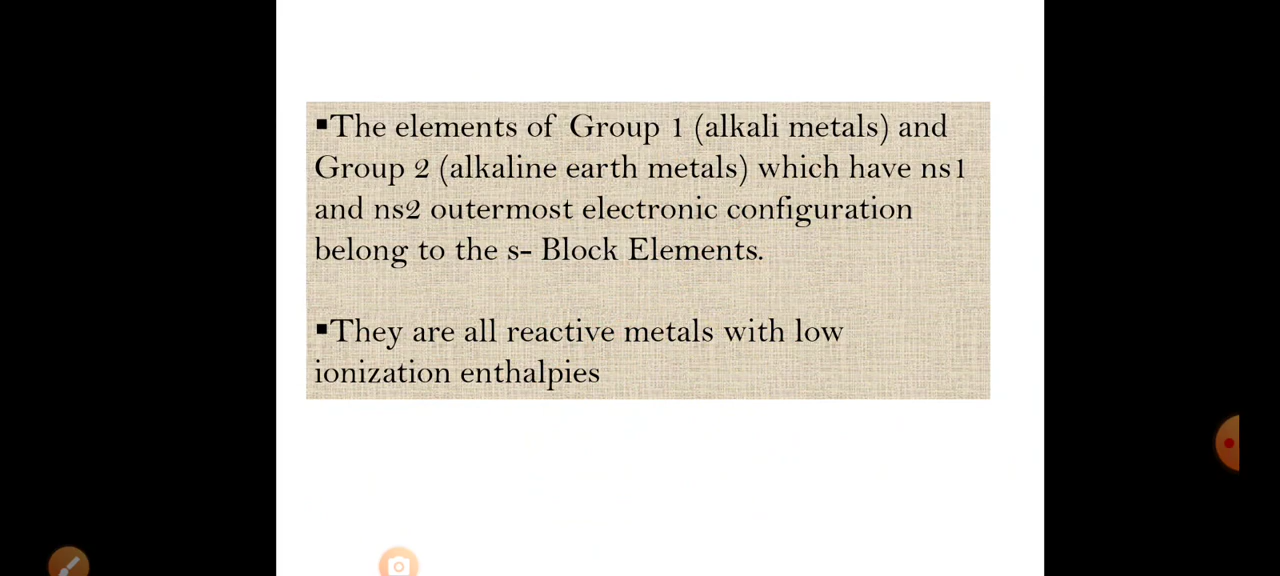 ▪The elements of Group 1 (alkali metals) and
Group 2 (alkaline earth metals) which have ns1
and ns2 outermost electronic configuration
belong to the s- Block Elements.
▪They are all reactive metals with low
ionization enthalpies